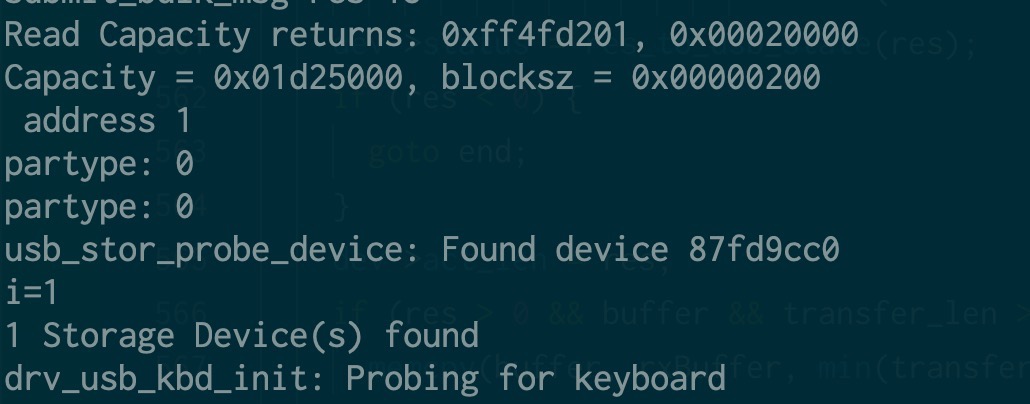 Read Capacity returns: 0xff4fd201, 0x00020000
Capacity = 0x01d25000, blocksz = 0x00000200
 address 1
partype: 0
partype: 0
usb_stor_probe_device: Found device 87fd9cc0
i=1
1 Storage Device(s) found
drv_usb_kbd_init: Probing for keyboard